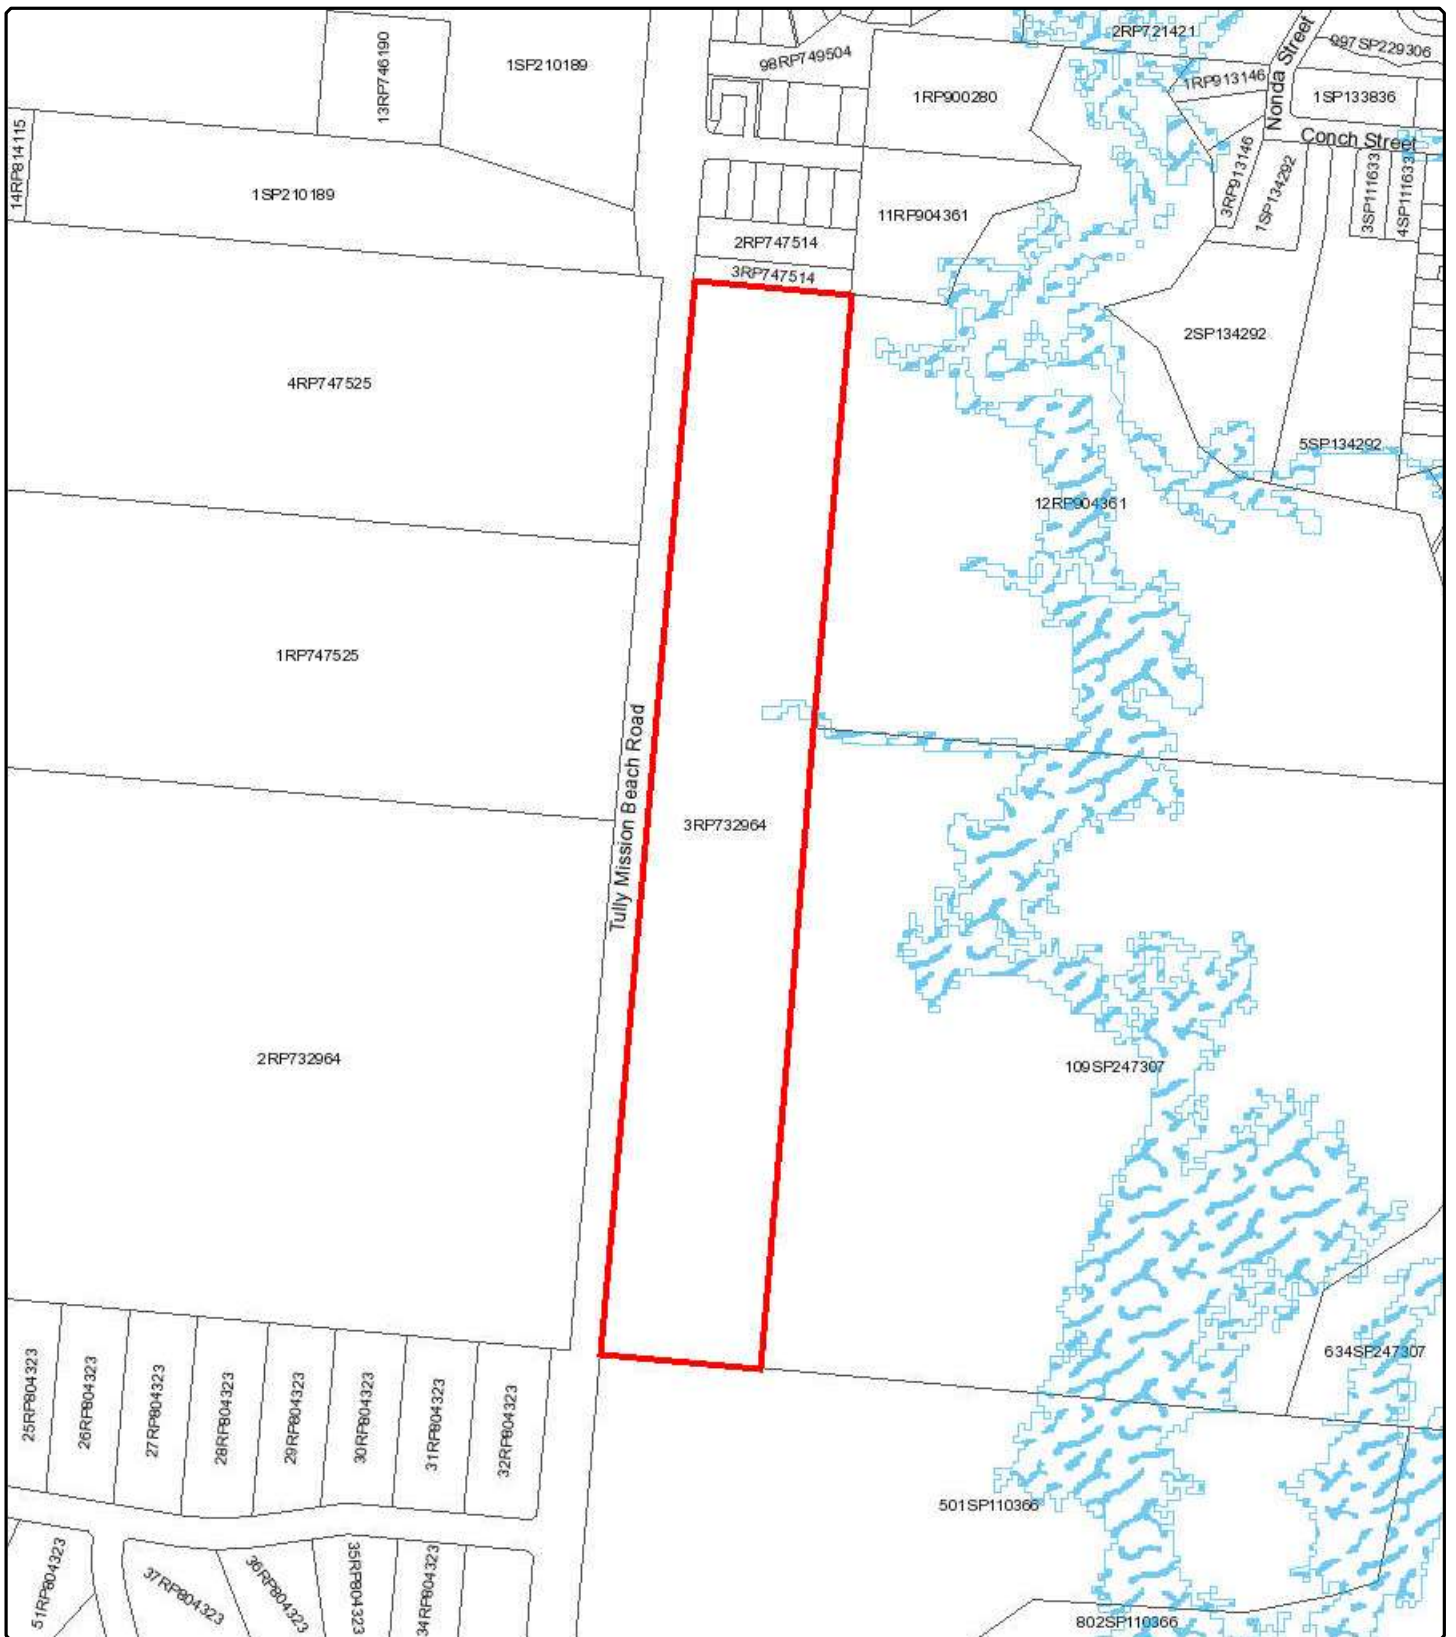 2RP721421
997SP229306
98RP749504
1SP210189
13RP746190
1RP913146
Nonda Street
1RP900280
1SP133836
Conch Street
14RP814115
1SP210189
3RP913146
1SP134292
3SP111633
4SP111633
11RP904361
2RP747514
3RP747514
2SP134292
4RP747525
5SP134292
12RP904361
1RP747525
Tully Mission Beach Road
3RP732964
2RP732964
109SP247307
634SP247307
25RP804323
26RP804323
27RP804323
28RP804323
29RP804323
30RP804323
31RP804323
32RP804323
501SP110366
51RP804323
37RP804323
36RP804323
35RP804323
34RP804323
802SP110366